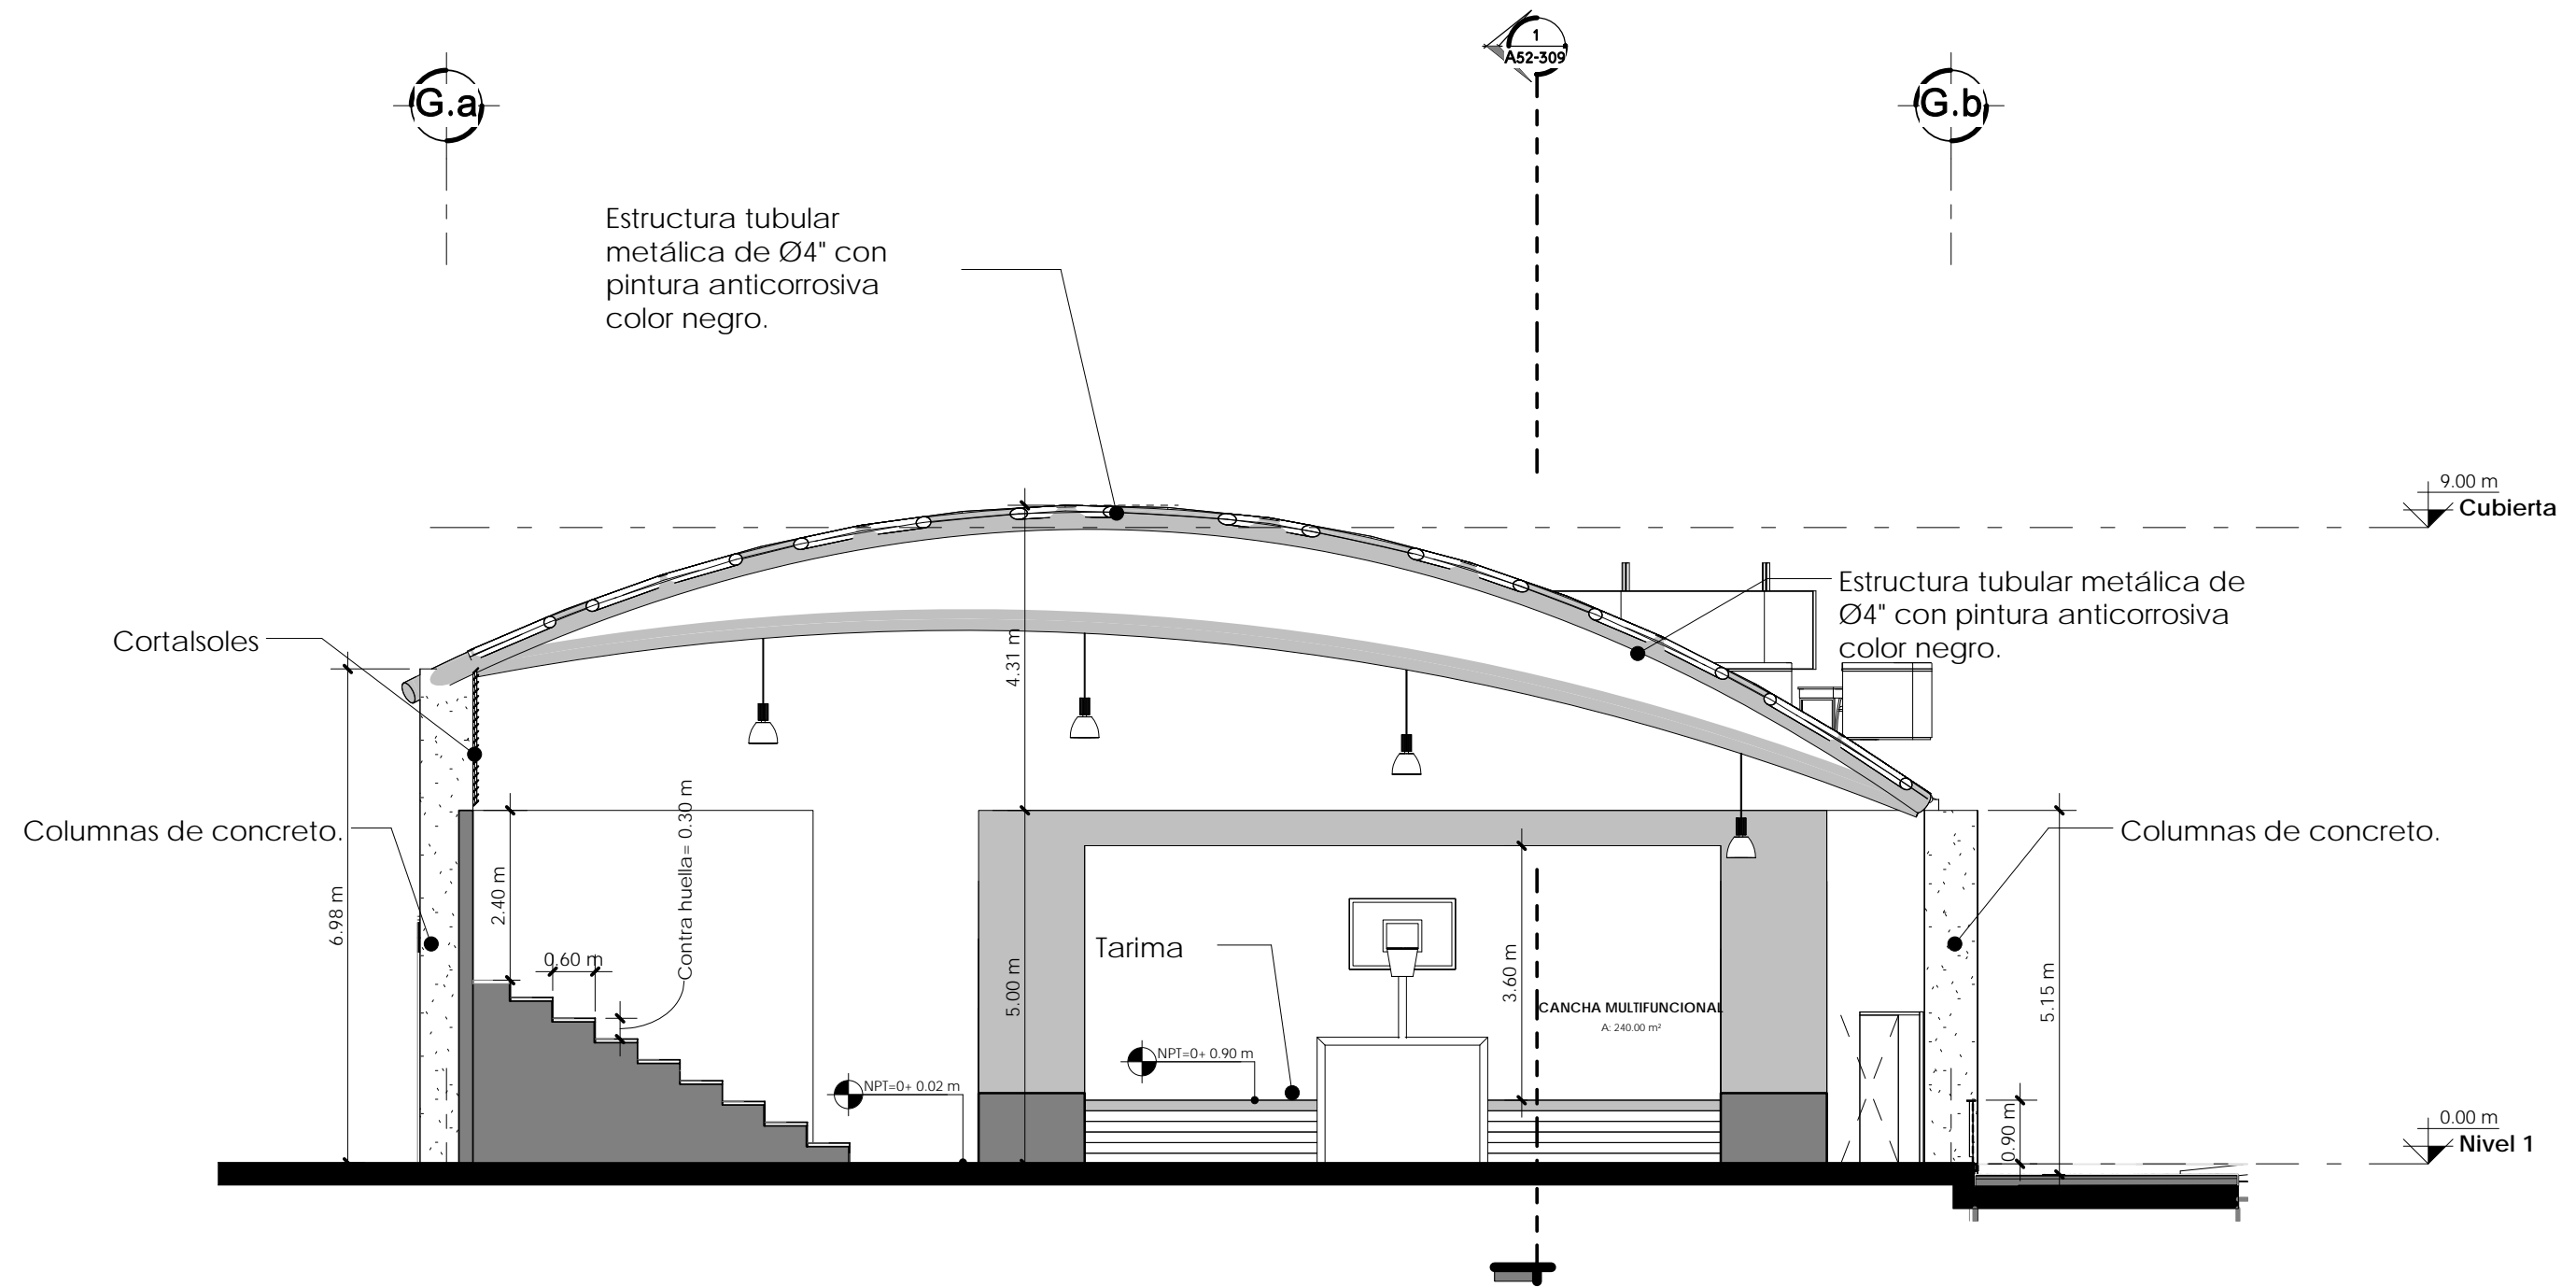 1
A52-309
G.a
G.b
Estructura tubular
metálica de Ø4" con
pintura anticorrosiva
color negro.
9.00 m
Cubierta
Estructura tubular metálica de
Ø4" con pintura anticorrosiva
color negro.
Cortalsoles
4.31 m
Columnas de concreto.
Columnas de concreto.
6.98 m
2.40 m
0.60 m
Contra huella= 0.30 m
5.00 m
Tarima
3.60 m
CANCHA MULTIFUNCIONAL
A: 240.00 m²
5.15 m
NPT=0+ 0.90 m
NPT=0+ 0.02 m
0.90 m
0.00 m
Nivel 1